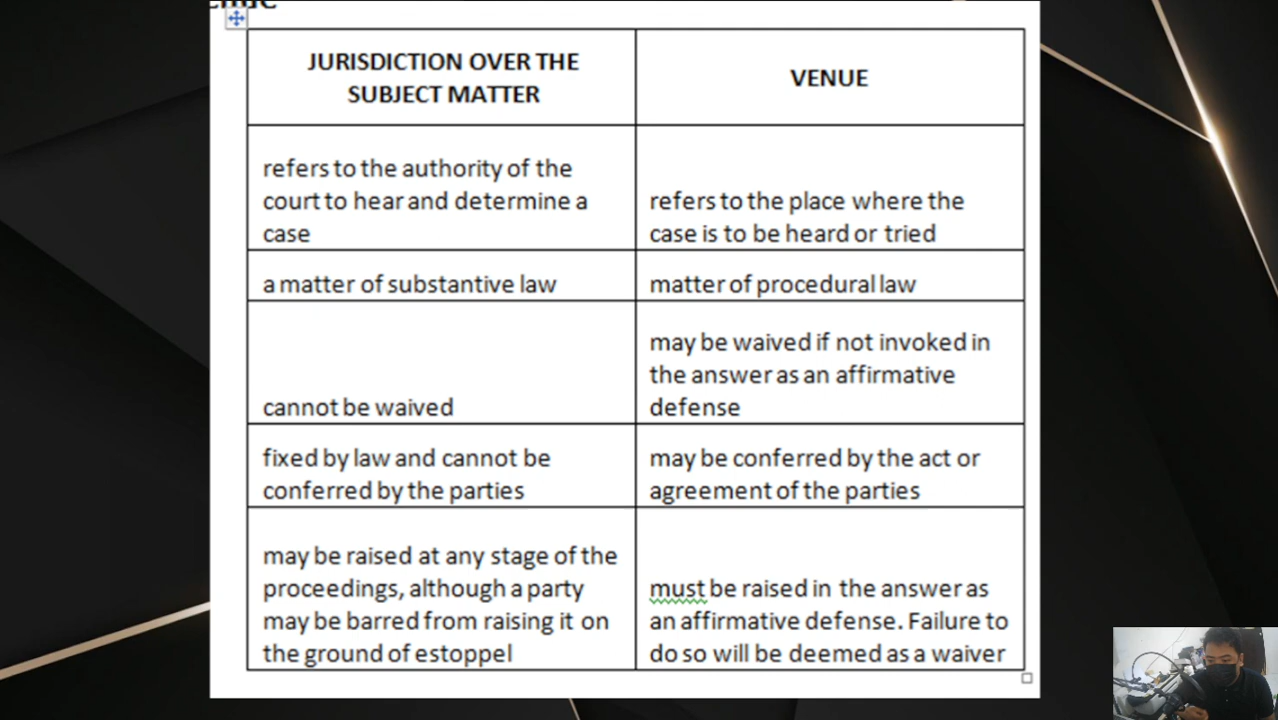 JURISDICTION OVER THE
SUBJECT MATTER
VENUE
refers to the authority of the
court to hear and determine a
case
refers to the place where the
case is to be heard or tried
a matter of substantive law
matter of procedural law
cannot be waived
may be waived if not invoked in
the answer as an affirmative
defense
fixed by law and cannot be
conferred by the parties
may be conferred by the act or
agreement of the parties
may be raised at any stage of the
proceedings, although a party
may be barred from raising it on
the ground of estoppel
must be raised in the answer as
an affirmative defense. Failure to
do so will be deemed as a waiver